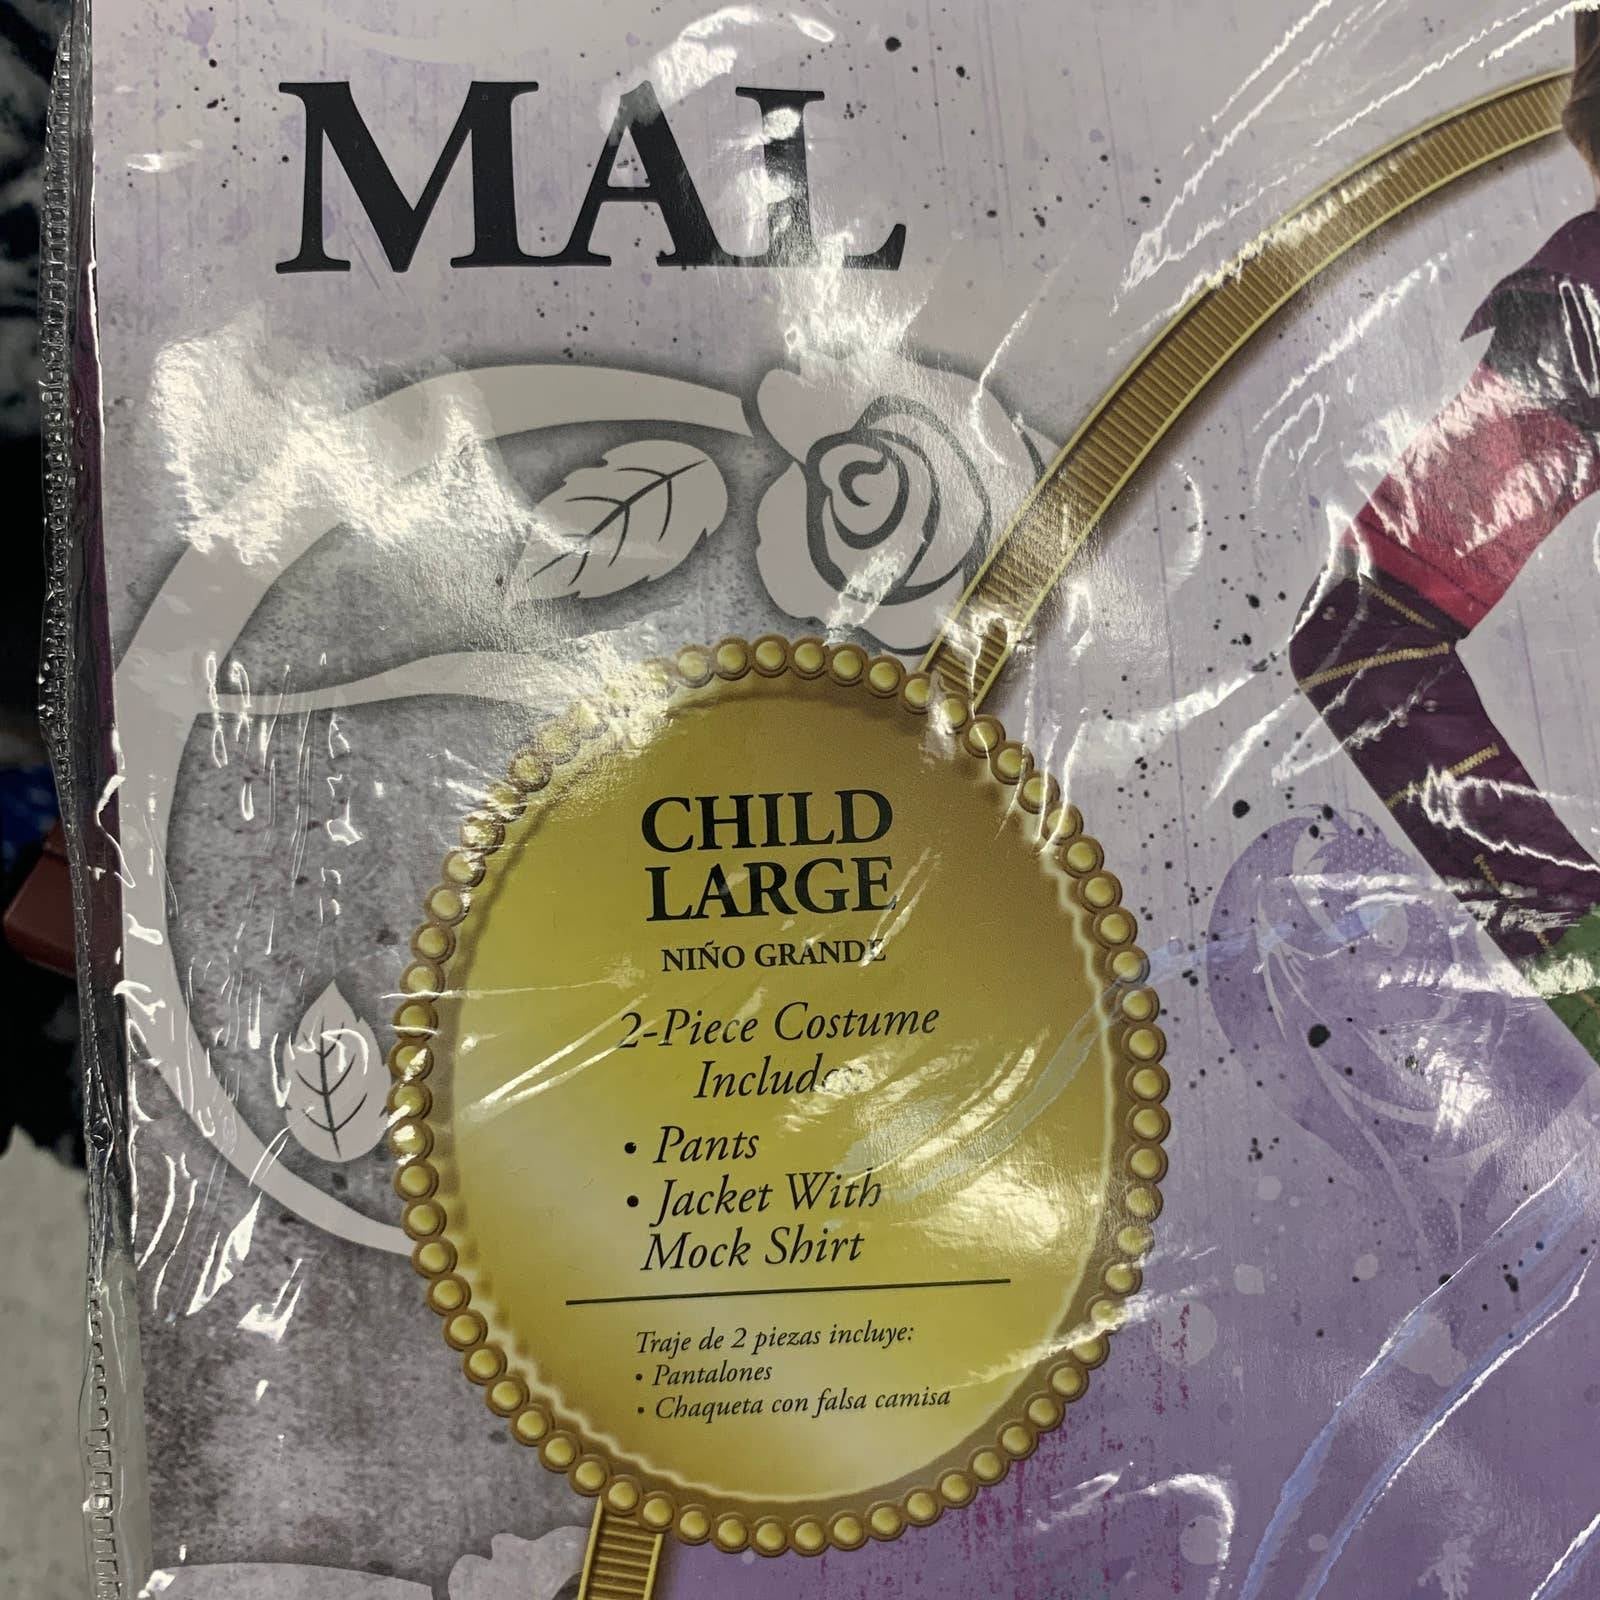 MAL
CHILD
LARGE
NIÑO GRANDE
2-Piece Costume
Includes:
• Pants
• Jacket With
Mock Shirt
Traje de 2 piezas incluye:
• Pantalones
• Chaqueta con falsa camisa